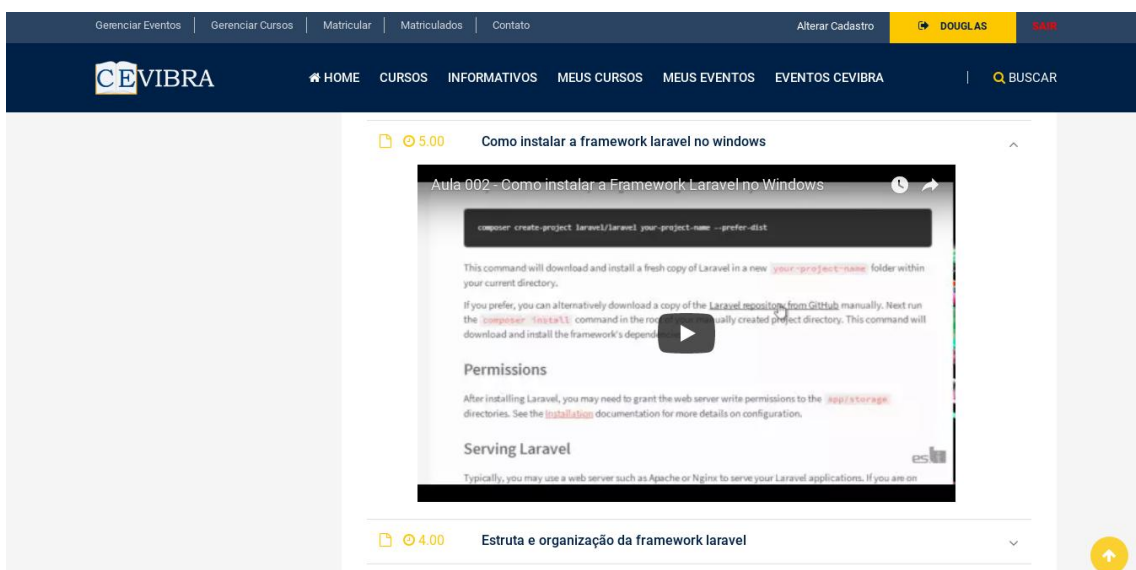 Gerenciar Eventos Gerenciar Cursos Matricular Matriculados Contato Alterar Cadastro DOUGLAS SAIR
CEVIBRA HOME CURSOS INFORMATIVOS MEUS CURSOS MEUS EVENTOS EVENTOS CEVIBRA BUSCAR
5.00 Como instalar a framework laravel no windows
Aula 002 - Como instalar a Framework Laravel no Windows
composer create-project laravel/laravel your-project-name --prefer-dist
This command will download and install a fresh copy of Laravel in a new your-project-name folder within
your current directory.
If you prefer, you can alternatively download a copy of the Laravel repository from GitHub manually. Next run
the composer install command in the root of your manually created project directory. This command will
download and install the framework's
Permissions
After installing Laravel, you may need to grant the web server write permissions to the app/storage
directories. See the Installation documentation for more details on configuration.
Serving Laravel
es
Typically, you may use a web server such as Apache or Nginx to serve your Laravel applications. If you are on
4.00 Estruta e organização da framework laravel